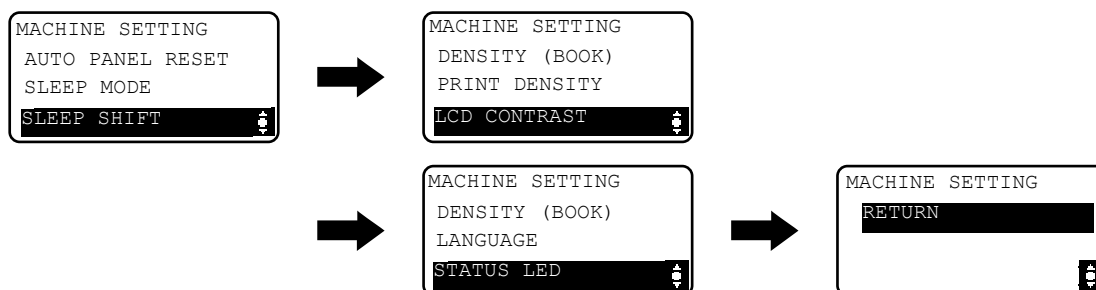 MACHINE SETTING
AUTO PANEL RESET
SLEEP MODE
SLEEP SHIFT
MACHINE SETTING
DENSITY (BOOK)
PRINT DENSITY
LCD CONTRAST
MACHINE SETTING
DENSITY (BOOK)
LANGUAGE
STATUS LED
MACHINE SETTING
RETURN